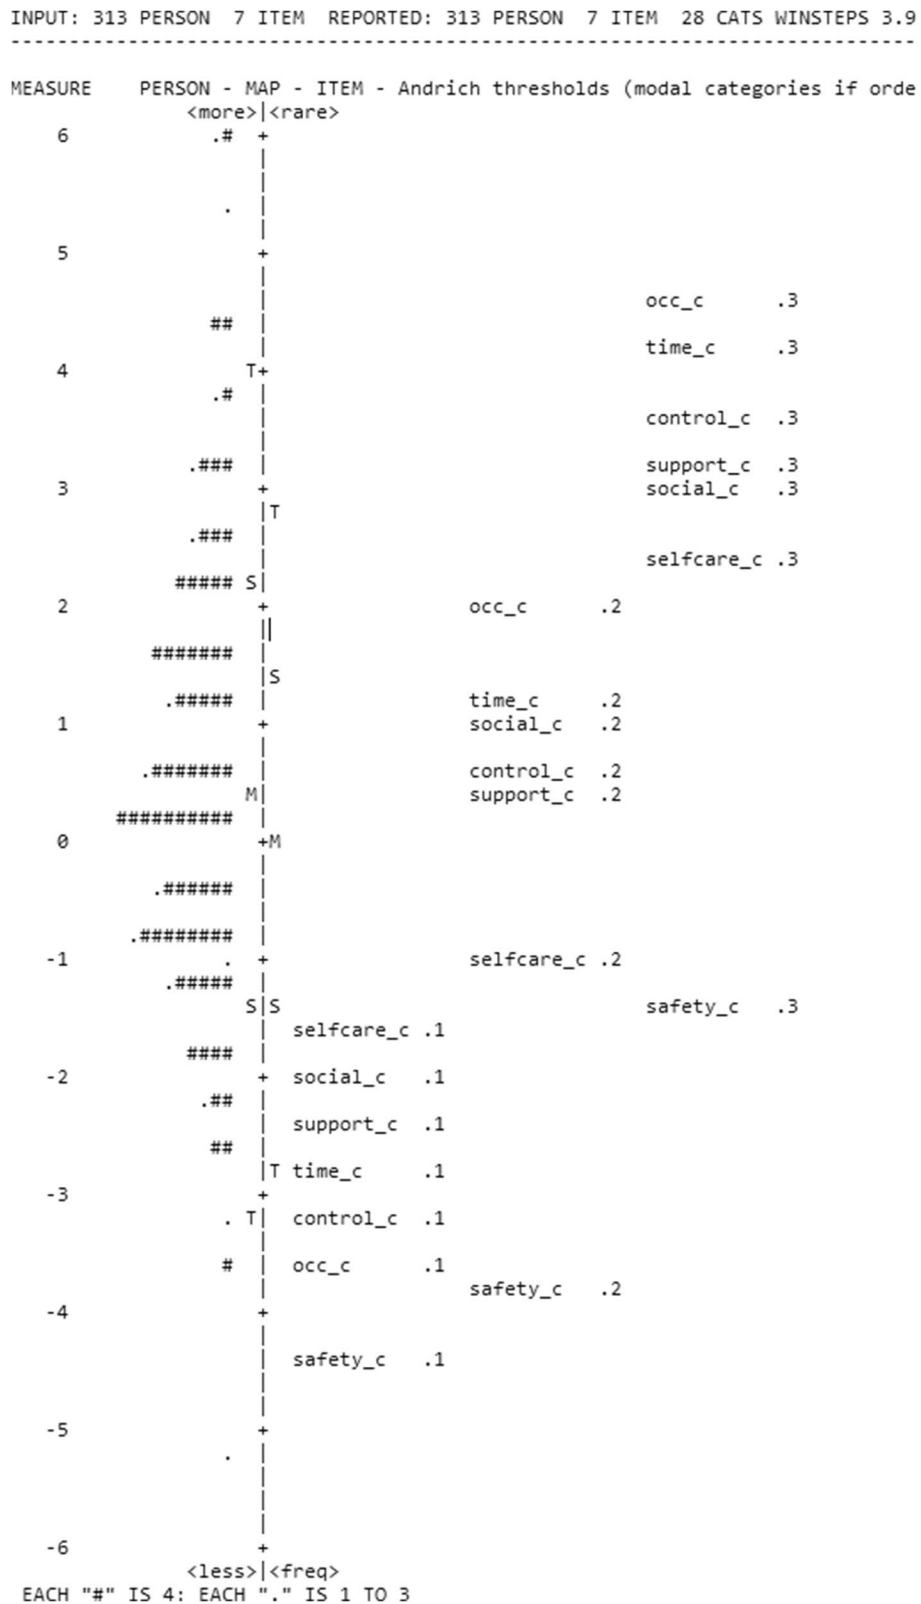 INPUT: 313 PERSON  7 ITEM  REPORTED: 313 PERSON  7 ITEM  28 CATS WINSTEPS 3.9
--------------------------------------------------------------------------------
MEASURE    PERSON - MAP - ITEM - Andrich thresholds (modal categories if orde
               <more>|<rare>
    6            .#  +
                     |
                     |
                  .  |
                     |
    5                +
                     |
                     |               occ_c      .3
                 ##  |
                     |               time_c     .3
    4               T+
                 .#  |
                     |               control_c  .3
                     |
               .###  |               support_c  .3
    3                +               social_c   .3
                     |T
               .###  |
                     |               selfcare_c .3
              ##### S|
    2                +          occ_c      .2
                     ||
            #######  |
                     |S
             .#####  |          time_c     .2
    1                +          social_c   .2
                     |
           .#######  |          control_c  .2
                    M|          support_c  .2
         ##########  |
    0                +M
                     |
            .######  |
                     |
          .########  |
   -1             .  +          selfcare_c .2
             .#####  |
                    S|S              safety_c   .3
                     |  selfcare_c .1
               ####  |
   -2                +  social_c   .1
                .##  |
                     |  support_c  .1
                 ##  |
                     |T time_c     .1
   -3                +
                  . T|  control_c  .1
                     |
                  #  |  occ_c      .1
                     |          safety_c   .2
   -4                +
                     |
                     |  safety_c   .1
                     |
                     |
   -5                +
                  .  |
                     |
                     |
                     |
   -6                +
               <less>|<freq>
EACH "#" IS 4: EACH "." IS 1 TO 3